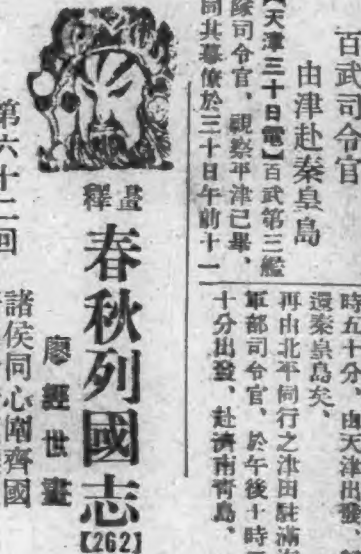 百武司令官
由津赴秦皇島
【天津三十日電】百武第三艦
隊司令官、視察平津已畢、
同其幕僚於三十日午前十一
時五十分、由天津出發、
還秦皇島矣、
再由北平同行之津田駐滿
軍部司令官、於午後十時
十分出發、赴濟南青島、
畫釋
春秋列國志
【262】
廖經世畫
第六十二回
諸侯同心圍齊國